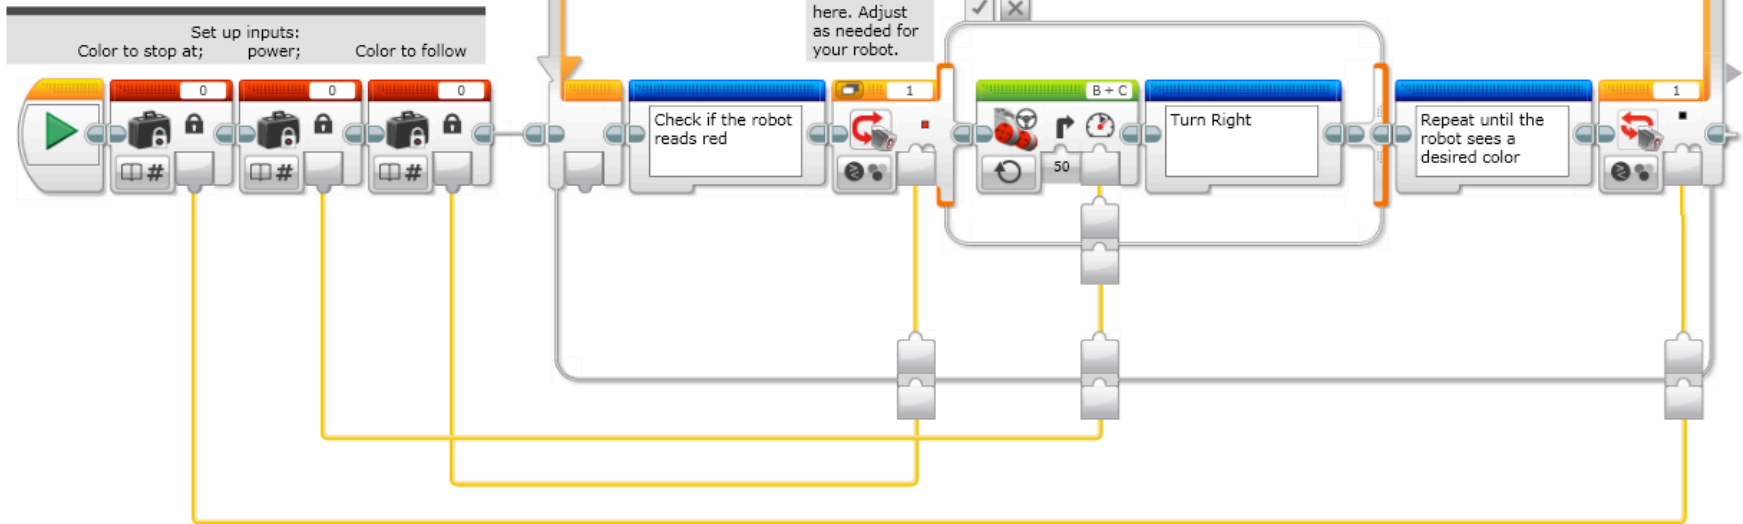 Set up inputs:
Color to stop at; power; Color to follow
here. Adjust
as needed for
your robot.
0
0
0
#
#
#
Check if the robot
reads red
1
B + C
50
Turn Right
Repeat until the
robot sees a
desired color
1